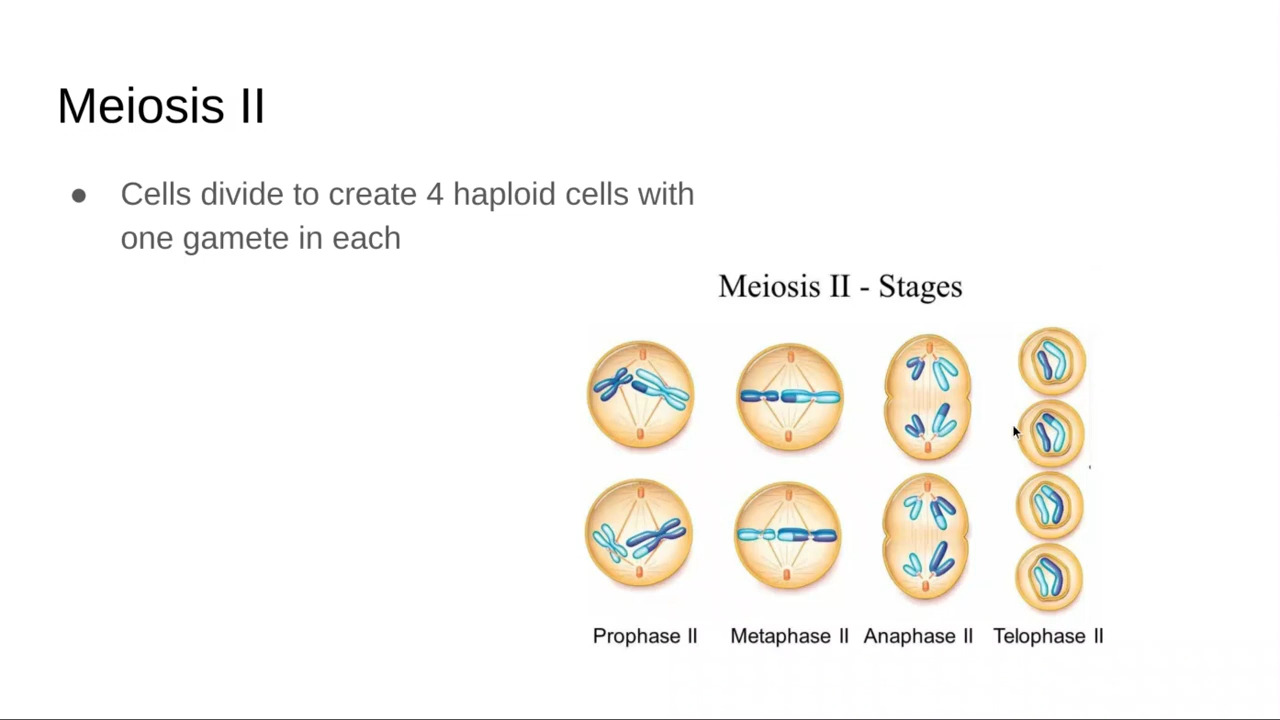 Meiosis II
● Cells divide to create 4 haploid cells with
one gamete in each
Meiosis II - Stages
Prophase II Metaphase II Anaphase II Telophase II